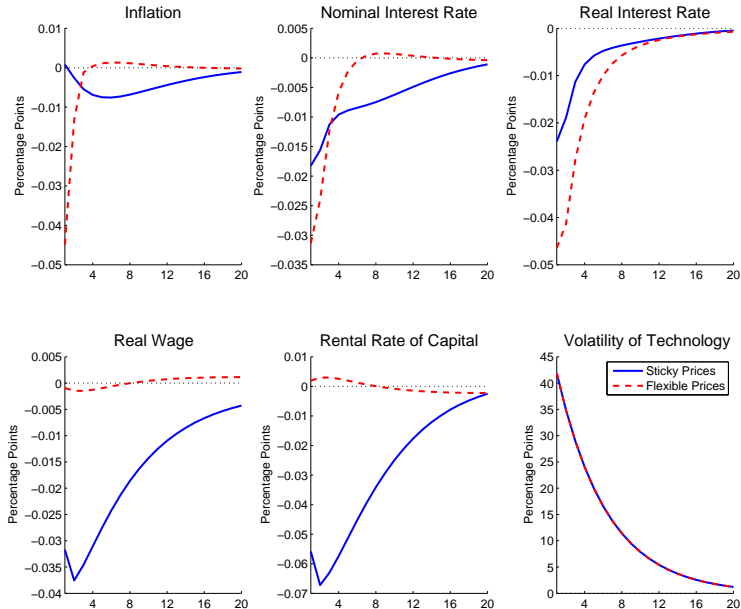 Inflation
Percentage Points
0.01
0
−0.01
−0.02
−0.03
−0.04
−0.05
4 8 12 16 20
Nominal Interest Rate
Percentage Points
0.005
0
−0.005
−0.01
−0.015
−0.02
−0.025
−0.03
−0.035
4 8 12 16 20
Real Interest Rate
Percentage Points
0
−0.01
−0.02
−0.03
−0.04
−0.05
4 8 12 16 20
Real Wage
Percentage Points
0.005
0
−0.005
−0.01
−0.015
−0.02
−0.025
−0.03
−0.035
−0.04
4 8 12 16 20
Rental Rate of Capital
Percentage Points
0.01
0
−0.01
−0.02
−0.03
−0.04
−0.05
−0.06
−0.07
4 8 12 16 20
Volatility of Technology
Percentage Points
45
40
35
30
25
20
15
10
5
0
4 8 12 16 20
Sticky Prices
Flexible Prices